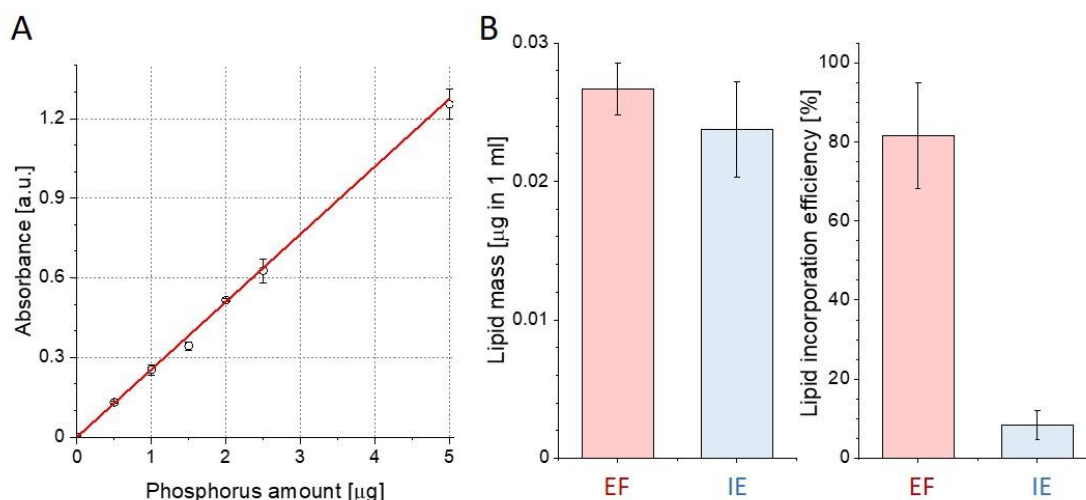 A
Absorbance [a.u.]
1.2
0.9
0.6
0.3
0
0 1 2 3 4 5
Phosphorus amount [µg]
B
Lipid mass [µg in 1 ml]
0.03
0.02
0.01
0
EF IE
Lipid incorporation efficiency [%]
100
80
60
40
20
0
EF IE